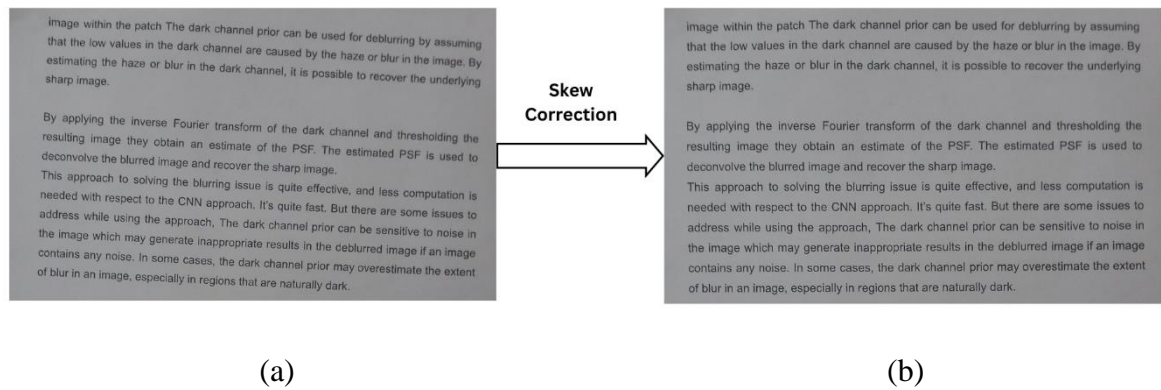 image within the patch The dark channel prior can be used for deblurring by assuming
that the low values in the dark channel are caused by the haze or blur in the image. By
estimating the haze or blur in the dark channel, it is possible to recover the underlying
sharp image.
By applying the inverse Fourier transform of the dark channel and thresholding the
resulting image they obtain an estimate of the PSF. The estimated PSF is used to
deconvolve the blurred image and recover the sharp image.
This approach to solving the blurring issue is quite effective, and less computation is
needed with respect to the CNN approach. It's quite fast. But there are some issues to
address while using the approach, The dark channel prior can be sensitive to noise in
the image which may generate inappropriate results in the deblurred image if an image
contains any noise. In some cases, the dark channel prior may overestimate the extent
of blur in an image, especially in regions that are naturally dark.
Skew
Correction
image within the patch The dark channel prior can be used for deblurring by assuming
that the low values in the dark channel are caused by the haze or blur in the image. By
estimating the haze or blur in the dark channel, it is possible to recover the underlying
sharp image.
By applying the inverse Fourier transform of the dark channel and thresholding the
resulting image they obtain an estimate of the PSF. The estimated PSF is used to
deconvolve the blurred image and recover the sharp image.
This approach to solving the blurring issue is quite effective, and less computation is
needed with respect to the CNN approach. It's quite fast. But there are some issues to
address while using the approach, The dark channel prior can be sensitive to noise in
the image which may generate inappropriate results in the deblurred image if an image
contains any noise. In some cases, the dark channel prior may overestimate the extent
of blur in an image, especially in regions that are naturally dark.
(a)
(b)